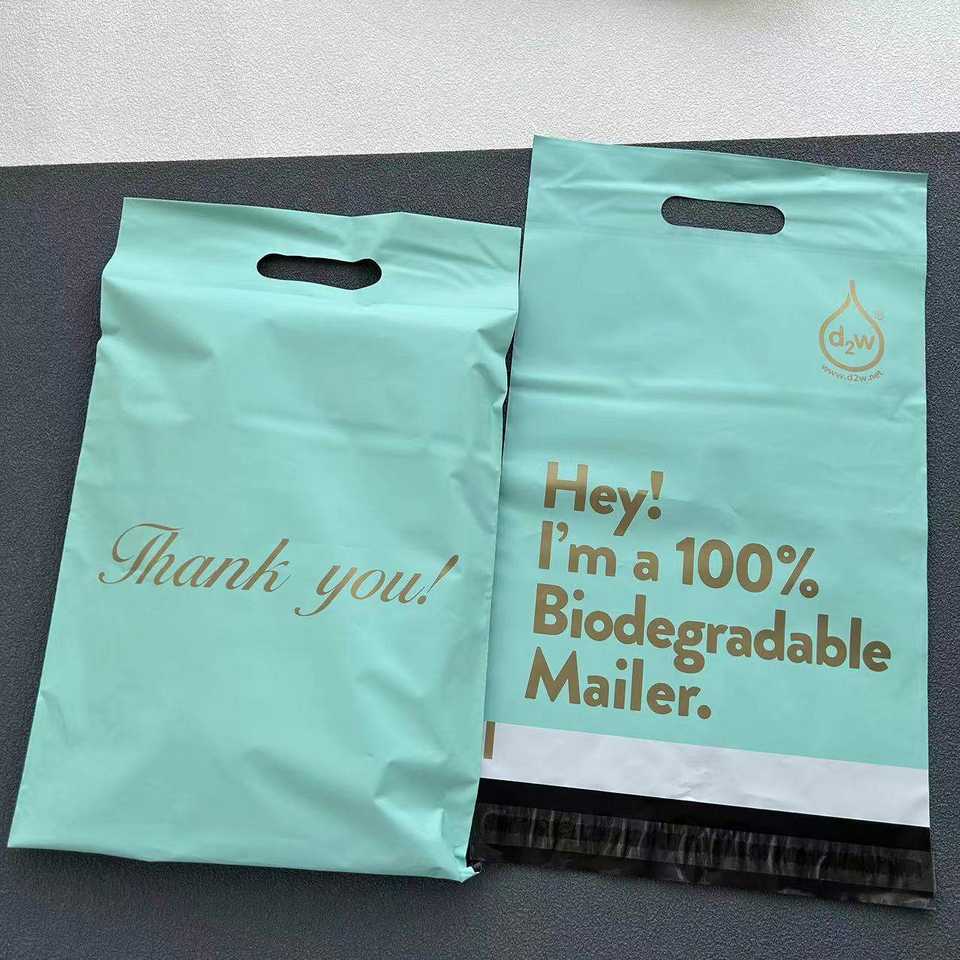 Thank you!
d2w®
www.d2w.net
Hey!
I'm a 100%
Biodegradable
Mailer.